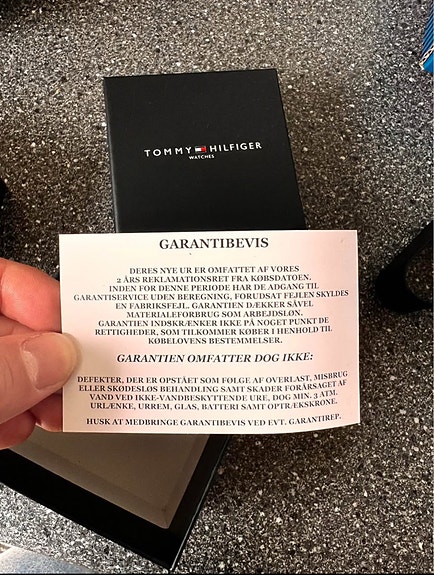 TOMMY HILFIGER
WATCHES
GARANTIBEVIS
DERES NYE UR ER OMFATTET AF VORES
2 ÅRS REKLAMATIONSRET FRA KØBSDATOEN.
INDEN FOR DENNE PERIODE HAR DE ADGANG TIL
GARANTISERVICE UDEN BEREGNING, FORUDSAT FEJLEN SKYLDES
EN FABRIKSFEJL. GARANTIEN DÆKKER SÅVEL
MATERIALEFORBRUG SOM ARBEJDSLØN.
GARANTIEN INDSKRÆNKER IKKE PÅ NOGET PUNKT DE
RETTIGHEDER, SOM TILKOMMER KØBER I HENHOLD TIL
KØBELOVENS BESTEMMELSER.
GARANTIEN OMFATTER DOG IKKE:
DEFEKTER, DER ER OPSTÅET SOM FØLGE AF OVERLAST, MISBRUG
ELLER SKØDESLØS BEHANDLING SAMT SKADER FORÅRSAGET AF
VAND VED IKKE-VANDBESKYTTENDE URE, DOG MIN. 3 ATM.
URLÆNKE, URREM, GLAS, BATTERI SAMT OPTRÆKSKRONE.
HUSK AT MEDBRINGE GARANTIBEVIS VED EVT. GARANTIREP.